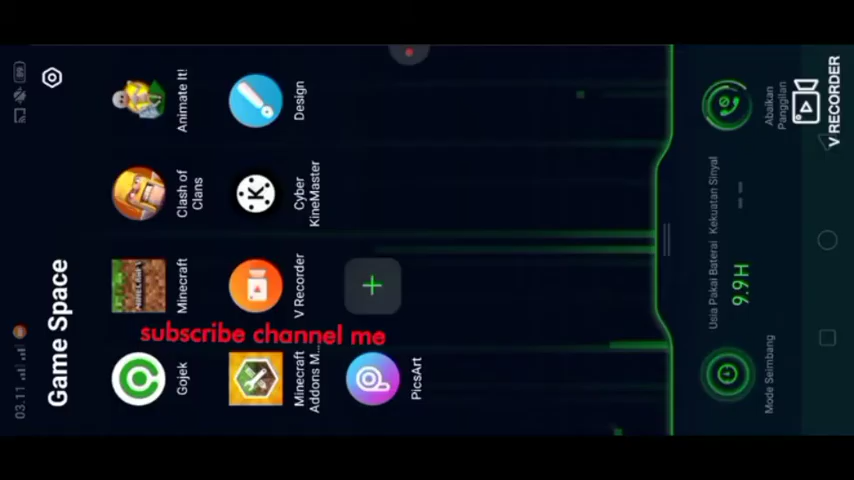 03.11
89
Game Space
Gojek
Minecraft
Clash of
Clans
Animate It!
Minecraft
Addons M...
V Recorder
Cyber
KineMaster
Design
PicsArt
subscribe channel me
Mode Seimbang
Usia Pakai Baterai
9.9H
Kekuatan Sinyal
--
Abaikan
Panggilan
V RECORDER